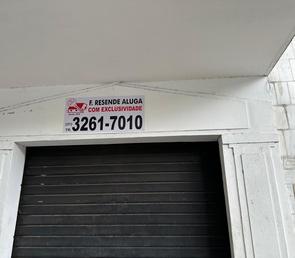 F. RESENDE ALUGA
COM EXCLUSIVIDADE
3261-7010